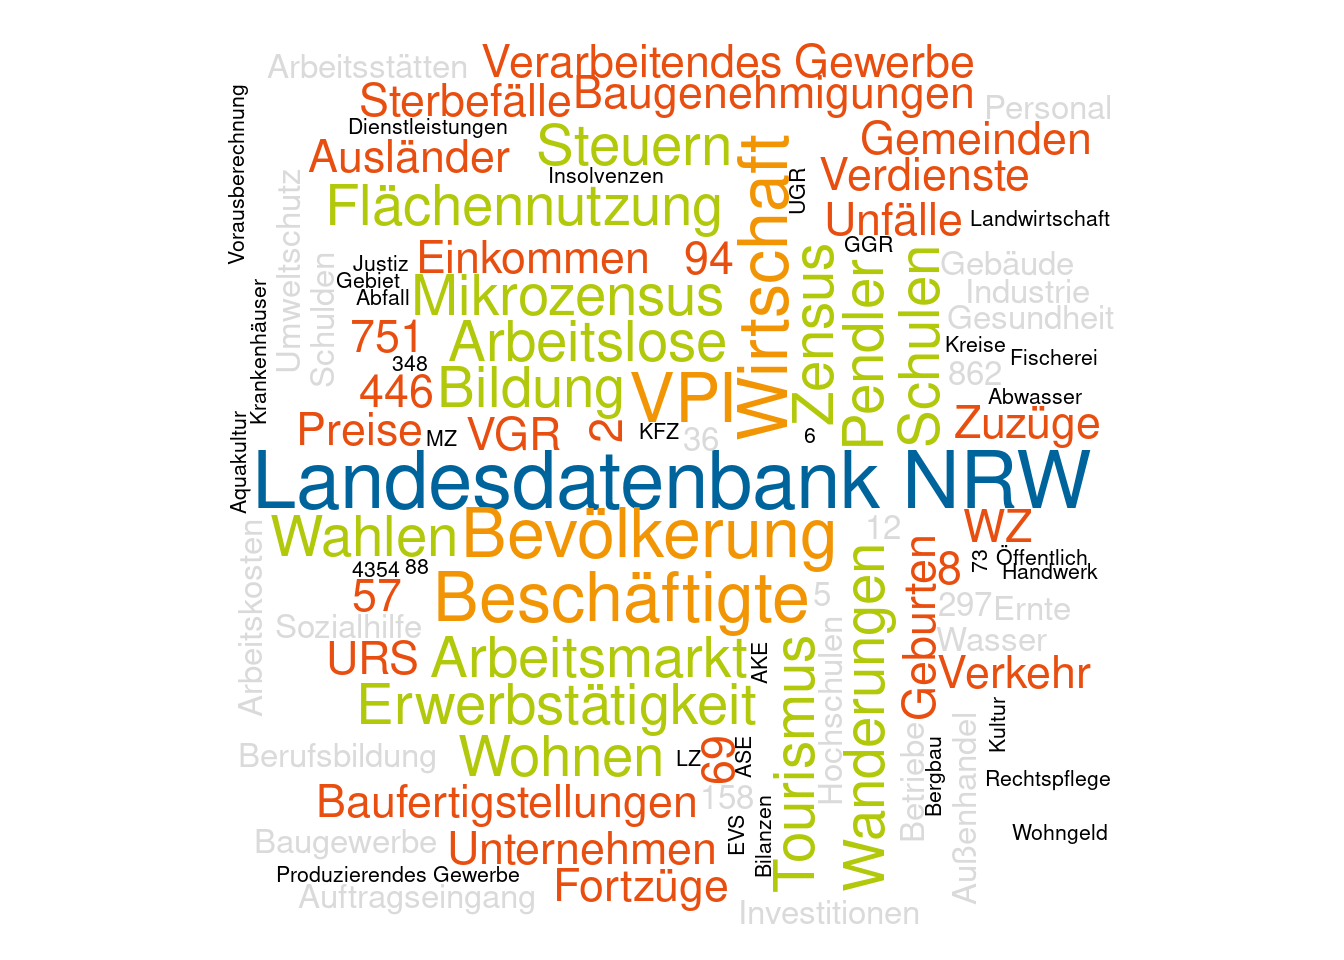 Arbeitsstätten
Verarbeitendes Gewerbe
Sterbefälle
Baugenehmigungen
Personal
Vorausberechnung
Dienstleistungen
Steuern
Gemeinden
Ausländer
Insolvenzen
Wirtschaft
UGR
Verdienste
Umweltschutz
Flächennutzung
Unfälle
Landwirtschaft
GGR
Justiz
Einkommen
94
Zensus
Pendler
Schulen
Gebäude
Gebiet
Schulden
Abfall
Mikrozensus
Industrie
Krankenhäuser
751
Arbeitslose
Gesundheit
Kreise
Fischerei
348
862
446
Bildung
VPI
Abwasser
Preise
MZ
VGR
2
KFZ
36
6
Zuzüge
Aquakultur
Landesdatenbank NRW
Wahlen
Bevölkerung
12
WZ
Arbeitskosten
4354
88
Geburten
8
73
Öffentlich
Handwerk
57
Beschäftigte
5
Wanderungen
297
Ernte
Sozialhilfe
Wasser
URS
Arbeitsmarkt
AKE
Tourismus
Hochschulen
Verkehr
Erwerbstätigkeit
Kultur
Berufsbildung
Wohnen
LZ
69
ASE
Betriebe
Bergbau
Außenhandel
Rechtspflege
Baufertigstellungen
158
Baugewerbe
Unternehmen
EVS
Bilanzen
Wohngeld
Produzierendes Gewerbe
Fortzüge
Auftragseingang
Investitionen